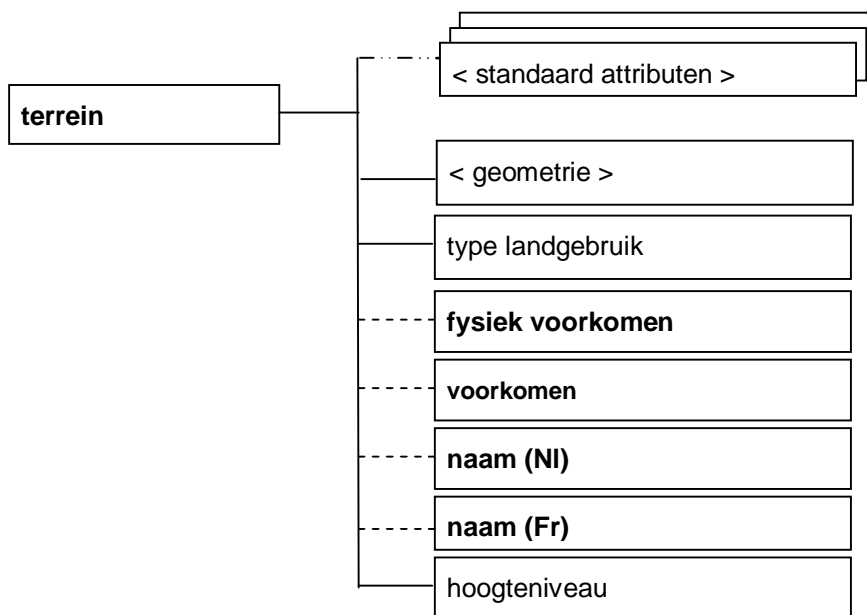 < standaard attributen >
terrein
< geometrie >
type landgebruik
fysiek voorkomen
voorkomen
naam (Nl)
naam (Fr)
hoogteniveau